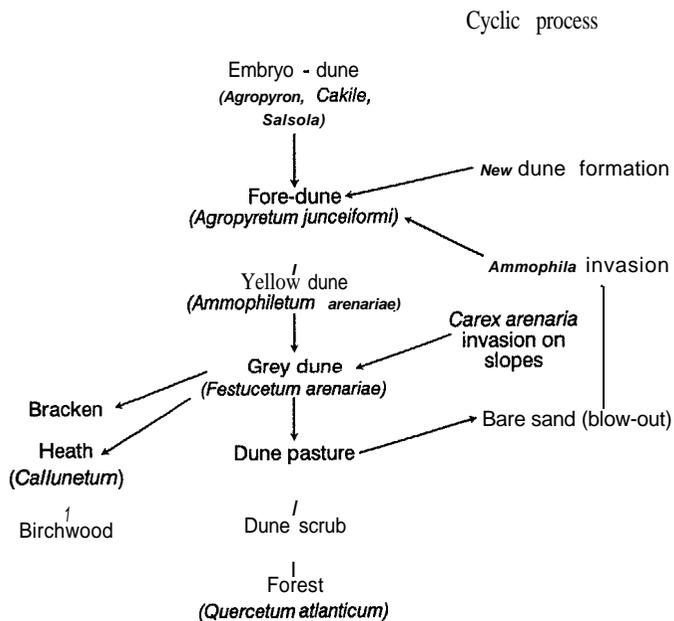 Cyclic process
Embryo - dune
(Agropyron, Cakile,
Salsola)
New dune formation
Fore-dune
(Agropyretum junceiformi)
Ammophila invasion
Yellow dune
(Ammophiletum arenariae)
Carex arenaria
invasion on
slopes
Grey dune
(Festucetum arenariae)
Bracken
Bare sand (blow-out)
Heath
(Callunetum)
Dune pasture
1
Birchwood
Dune scrub
Forest
(Quercetum atlanticum)